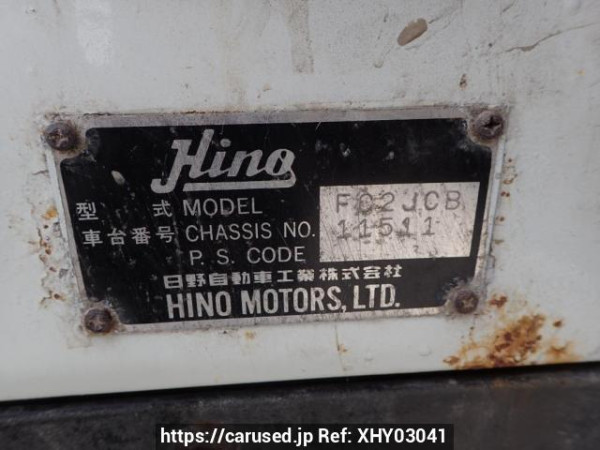 Hino
型 式 MODEL FC2JCB
車台番号 CHASSIS NO. 11511
P. S. CODE
日野自動車工業株式会社
HINO MOTORS, LTD.
https://carused.jp Ref: XHY03041